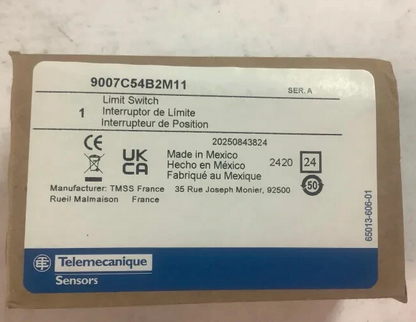 9007C54B2M11
SER. A
Limit Switch
1 Interruptor de Límite
Interrupteur de Position
CE
UK CA
20250843824
Made in Mexico
Hecho en México
Fabriqué au Mexique
2420 24
50
Manufacturer: TMSS France 35 Rue Joseph Monier, 92500
Rueil Malmaison France
65013-606-01
Telemecanique
Sensors